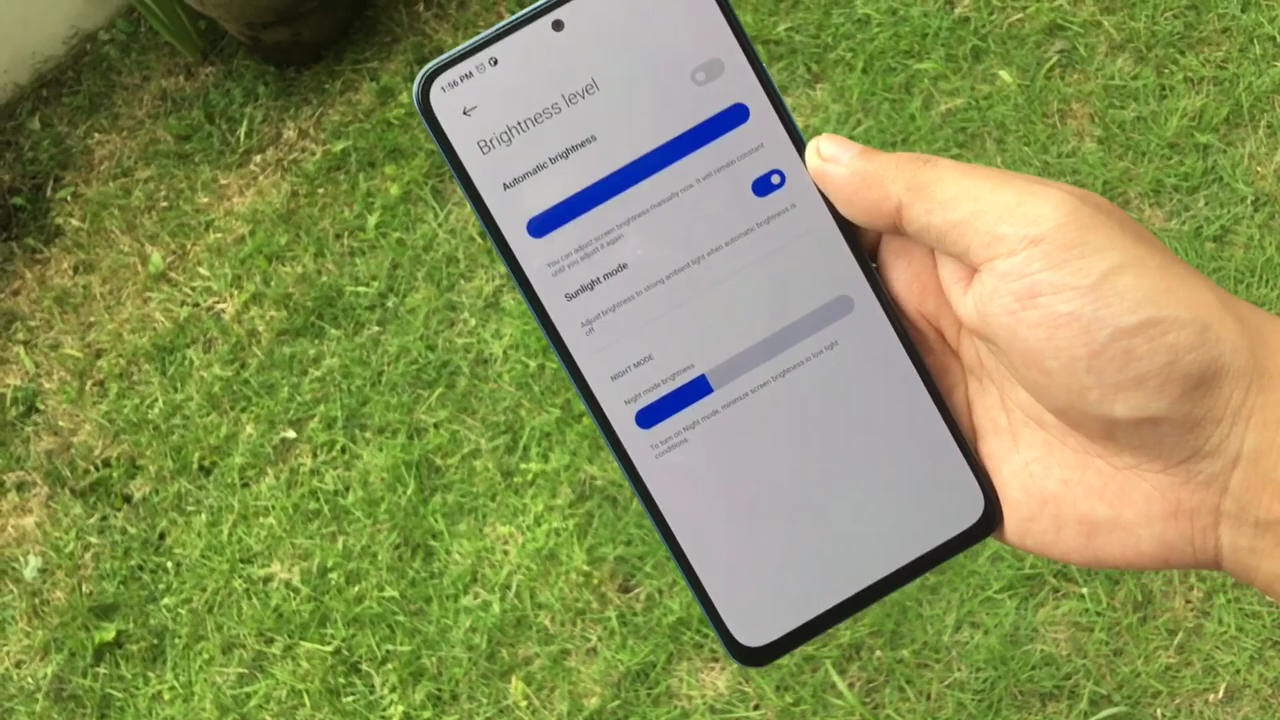 1:56 PM
Brightness level
Automatic brightness
You can adjust screen brightness manually now. It will remain constant
until you adjust it again.
Sunlight mode
Adjust brightness to strong ambient light when automatic brightness is
off
NIGHT MODE
Night mode brightness
To turn on Night mode, minimize screen brightness to low light
conditions.